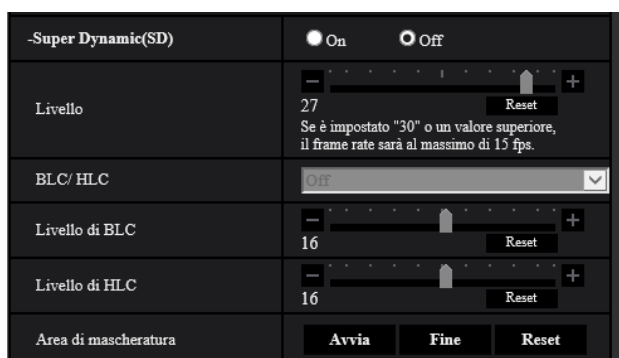 -Super Dynamic(SD) On Off
Livello
27 Reset
Se è impostato "30" o un valore superiore,
il frame rate sarà al massimo di 15 fps.
BLC/ HLC Off
Livello di BLC
16 Reset
Livello di HLC
16 Reset
Area di mascheratura Avvia Fine Reset